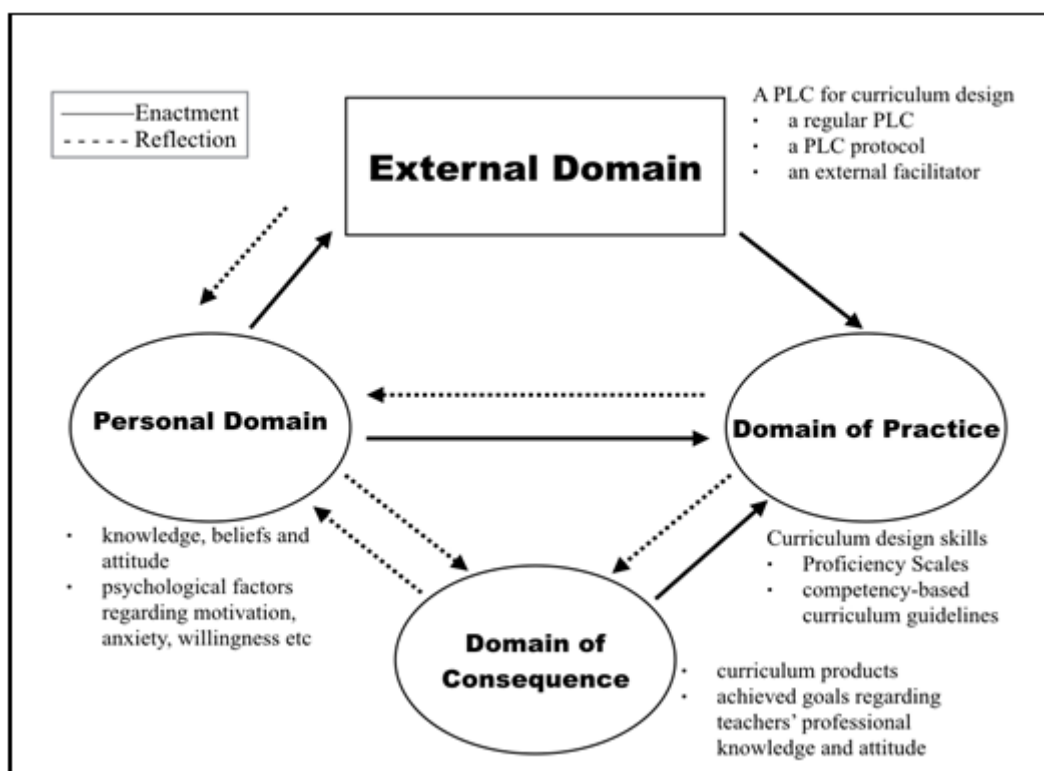 Enactment
Reflection
External Domain
A PLC for curriculum design
• a regular PLC
• a PLC protocol
• an external facilitator
Personal Domain
• knowledge, beliefs and
attitude
• psychological factors
regarding motivation,
anxiety, willingness etc
Domain of Practice
Curriculum design skills
• Proficiency Scales
• competency-based
curriculum guidelines
Domain of
Consequence
• curriculum products
• achieved goals regarding
teachers’ professional
knowledge and attitude